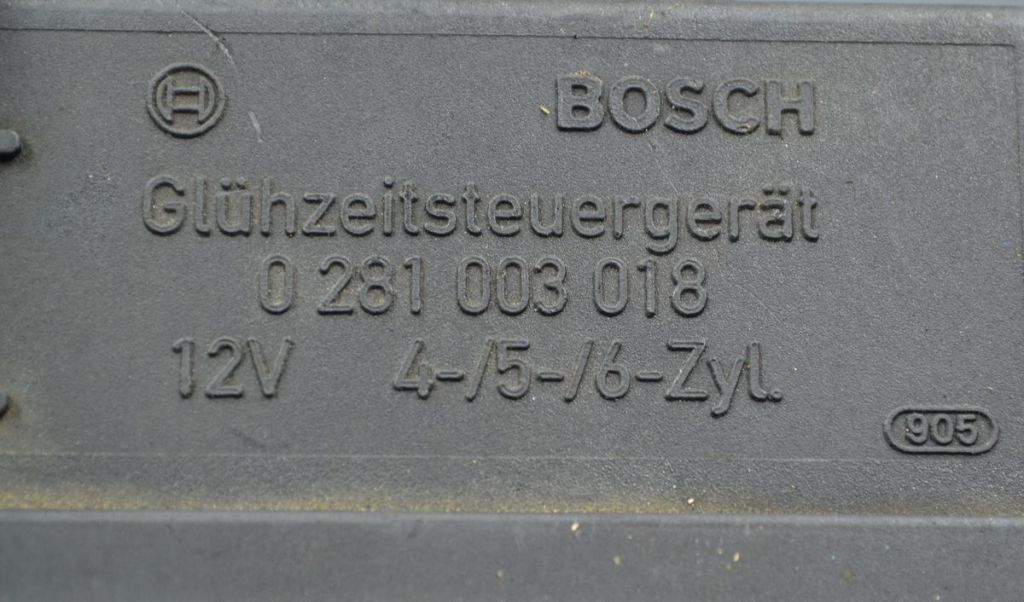 BOSCH
Glühzeitsteuergerät
0 281 003 018
12V 4-/5-/6-Zyl.
905